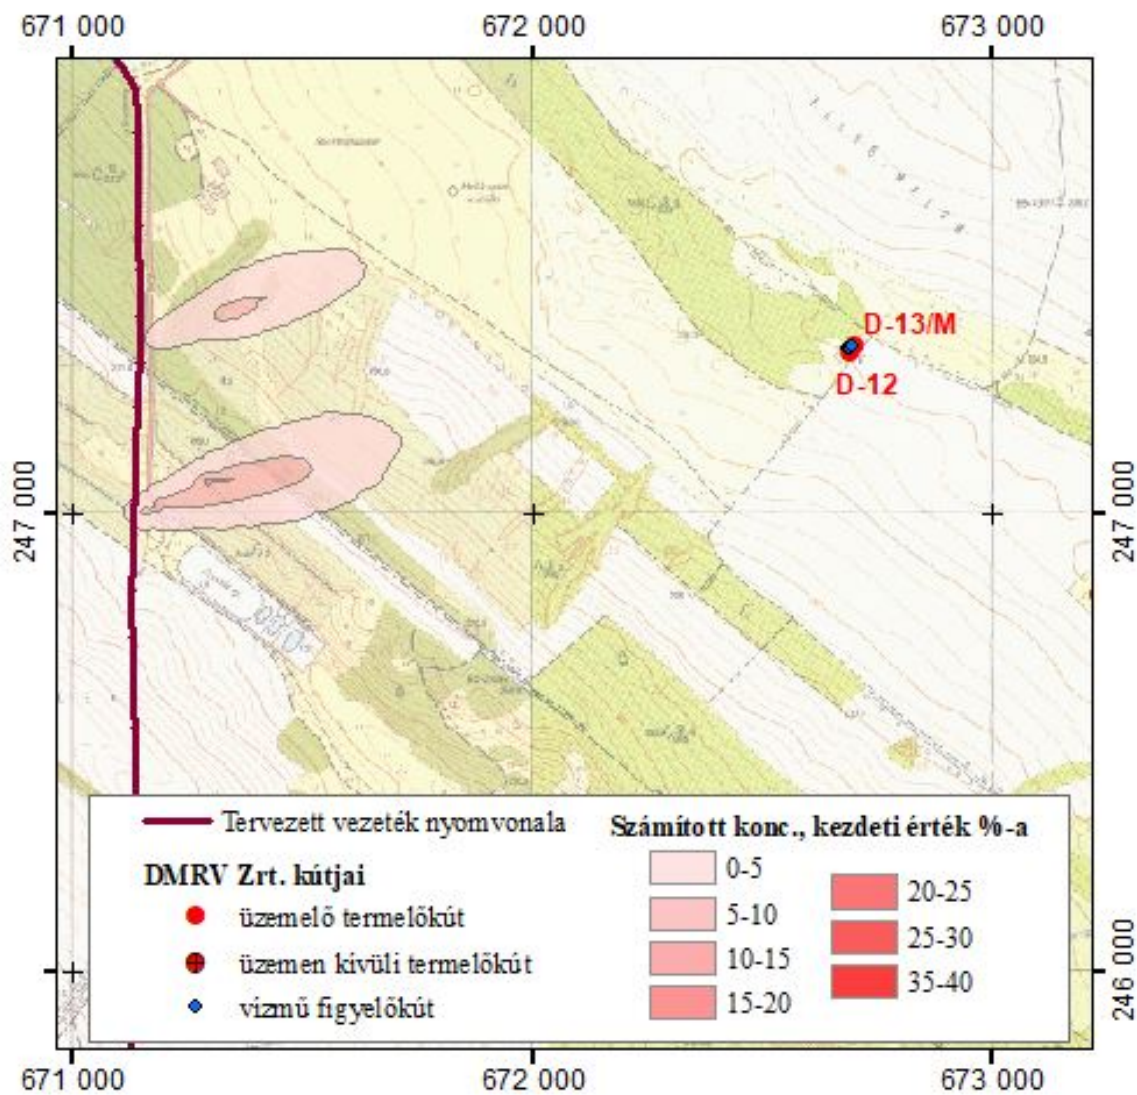 671 000
672 000
673 000
D-13/M
D-12
247 000
247 000
Tervezett vezeték nyomvonala
DMRV Zrt. kútjai
üzemelő termelőkút
üzemen kívüli termelőkút
vízmű figyelőkút
Számított konc., kezdeti érték %-a
0-5
5-10
10-15
15-20
20-25
25-30
35-40
246 000
671 000
672 000
673 000